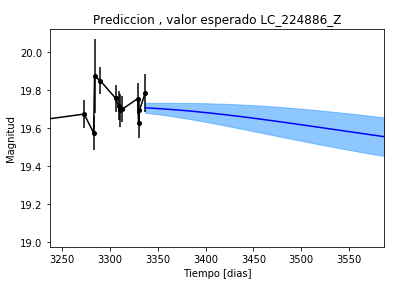 Prediccion , valor esperado LC_224886_Z
20.0
19.8
19.6
19.4
19.2
19.0
Magnitud
3250 3300 3350 3400 3450 3500 3550
Tiempo [dias]